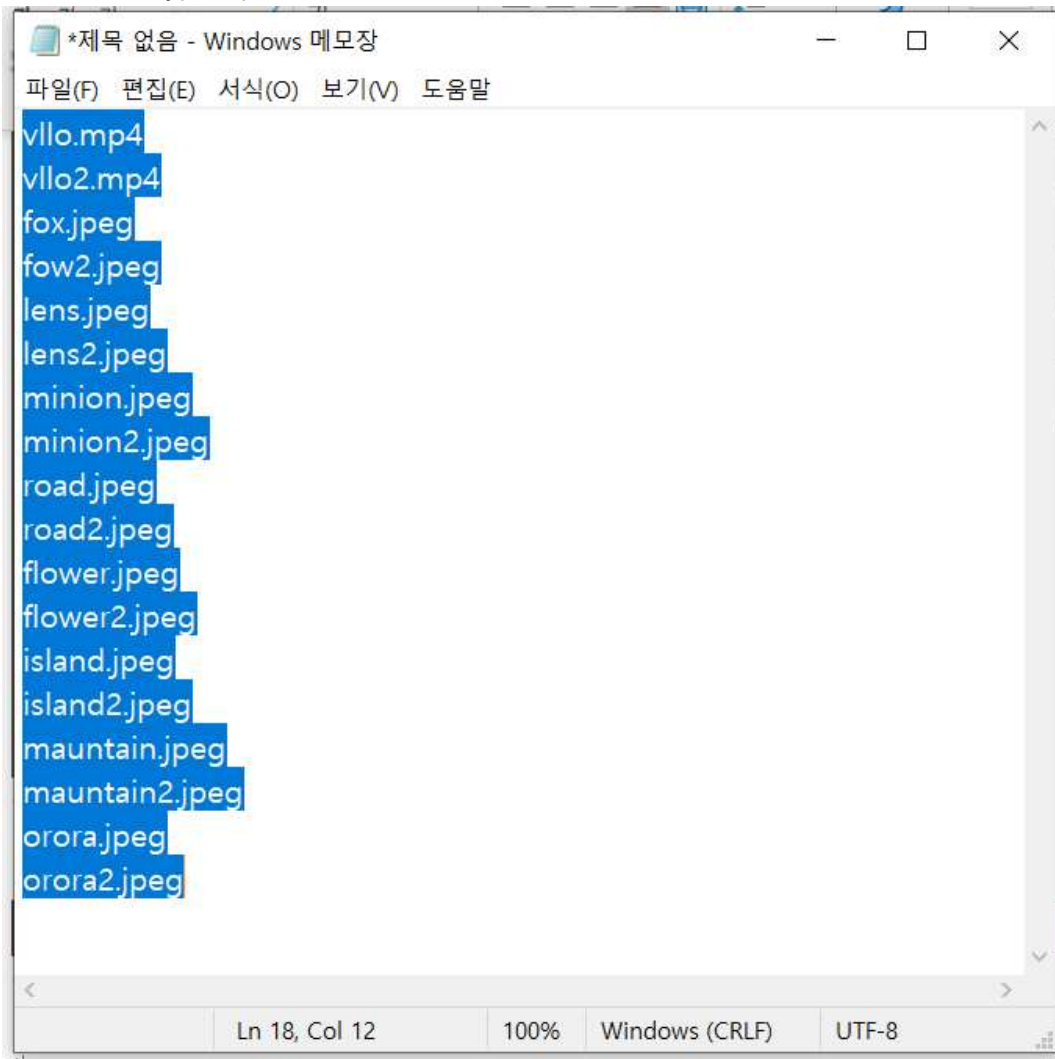 *제목 없음 - Windows 메모장
파일(F) 편집(E) 서식(O) 보기(V) 도움말
vllo.mp4
vllo2.mp4
fox.jpeg
fow2.jpeg
lens.jpeg
lens2.jpeg
minion.jpeg
minion2.jpeg
road.jpeg
road2.jpeg
flower.jpeg
flower2.jpeg
island.jpeg
island2.jpeg
mauntain.jpeg
mauntain2.jpeg
orora.jpeg
orora2.jpeg
Ln 18, Col 12 100% Windows (CRLF) UTF-8